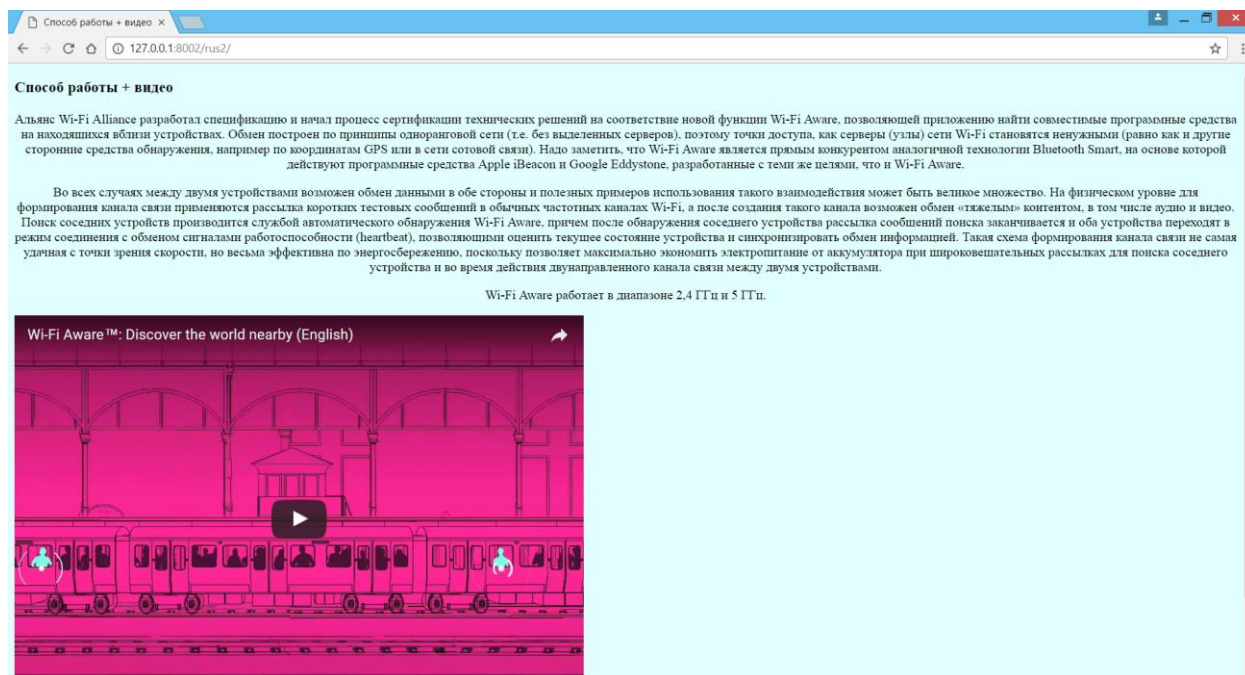 Способ работы + видео
127.0.0.1:8002/rus2/
Способ работы + видео
Альянс Wi-Fi Alliance разработал спецификацию и начал процесс сертификации технических решений на соответствие новой функции Wi-Fi Aware, позволяющей приложению найти совместимые программные средства
на находящихся вблизи устройствах. Обмен построен по принципы одноранговой сети (т.е. без выделенных серверов), поэтому точки доступа, как серверы (узлы) сети Wi-Fi становятся ненужными (равно как и другие
сторонние средства обнаружения, например по координатам GPS или в сети сотовой связи). Надо заметить, что Wi-Fi Aware является прямым конкурентом аналогичной технологии Bluetooth Smart, на основе которой
действуют программные средства Apple iBeacon и Google Eddystone, разработанные с теми же целями, что и Wi-Fi Aware.
Во всех случаях между двумя устройствами возможен обмен данными в обе стороны и полезных примеров использования такого взаимодействия может быть великое множество. На физическом уровне для
формирования канала связи применяются рассылка коротких тестовых сообщений в обычных частотных каналах Wi-Fi, а после создания такого канала возможен обмен «тяжелым» контентом, в том числе аудио и видео.
Поиск соседних устройств производится службой автоматического обнаружения Wi-Fi Aware, причем после обнаружения соседнего устройства рассылка сообщений поиска заканчивается и оба устройства переходят в
режим соединения с обменом сигналами работоспособности (heartbeat), позволяющими оценить текущее состояние устройства и синхронизировать обмен информацией. Такая схема формирования канала связи не самая
удачная с точки зрения скорости, но весьма эффективна по энергосбережению, поскольку позволяет максимально экономить электропитание от аккумулятора при широковещательных рассылках для поиска соседнего
устройства и во время действия двунаправленного канала связи между двумя устройствами.
Wi-Fi Aware работает в диапазоне 2,4 ГГц и 5 ГГц.
Wi-Fi Aware™: Discover the world nearby (English)